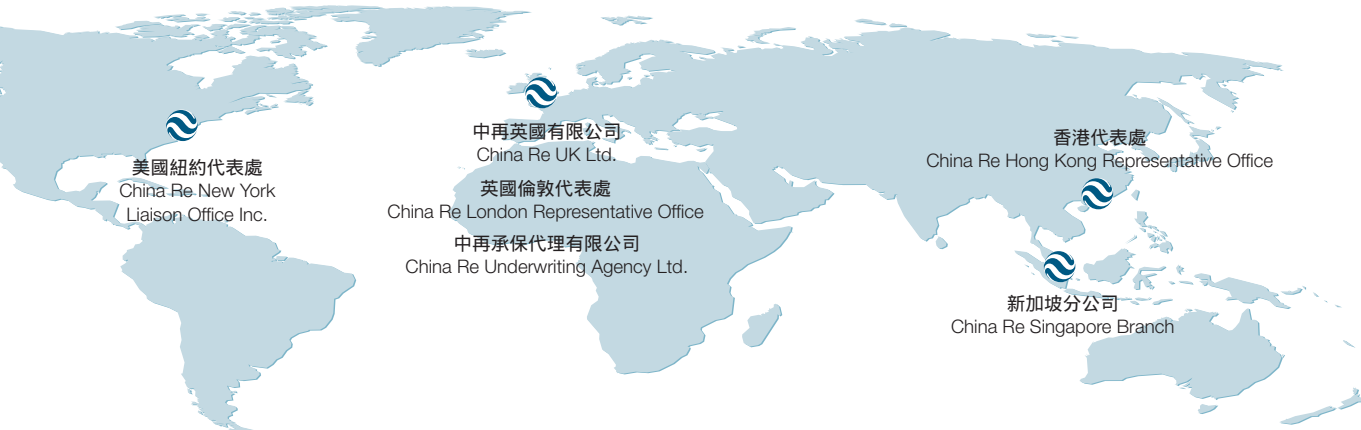 美國紐約代表處
China Re New York
Liaison Office Inc.
中再英國有限公司
China Re UK Ltd.
英國倫敦代表處
China Re London Representative Office
中再承保代理有限公司
China Re Underwriting Agency Ltd.
香港代表處
China Re Hong Kong Representative Office
新加坡分公司
China Re Singapore Branch